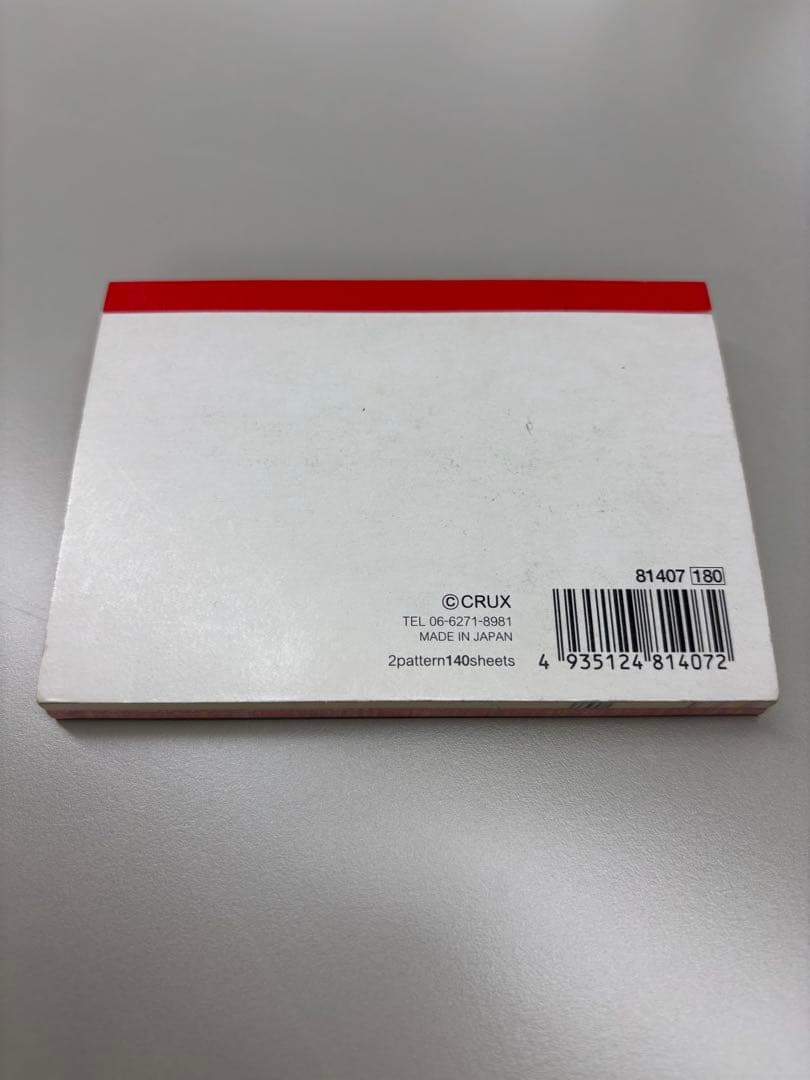 81407 180
©CRUX
TEL 06-6271-8981
MADE IN JAPAN
2pattern140sheets
4 935124 814072